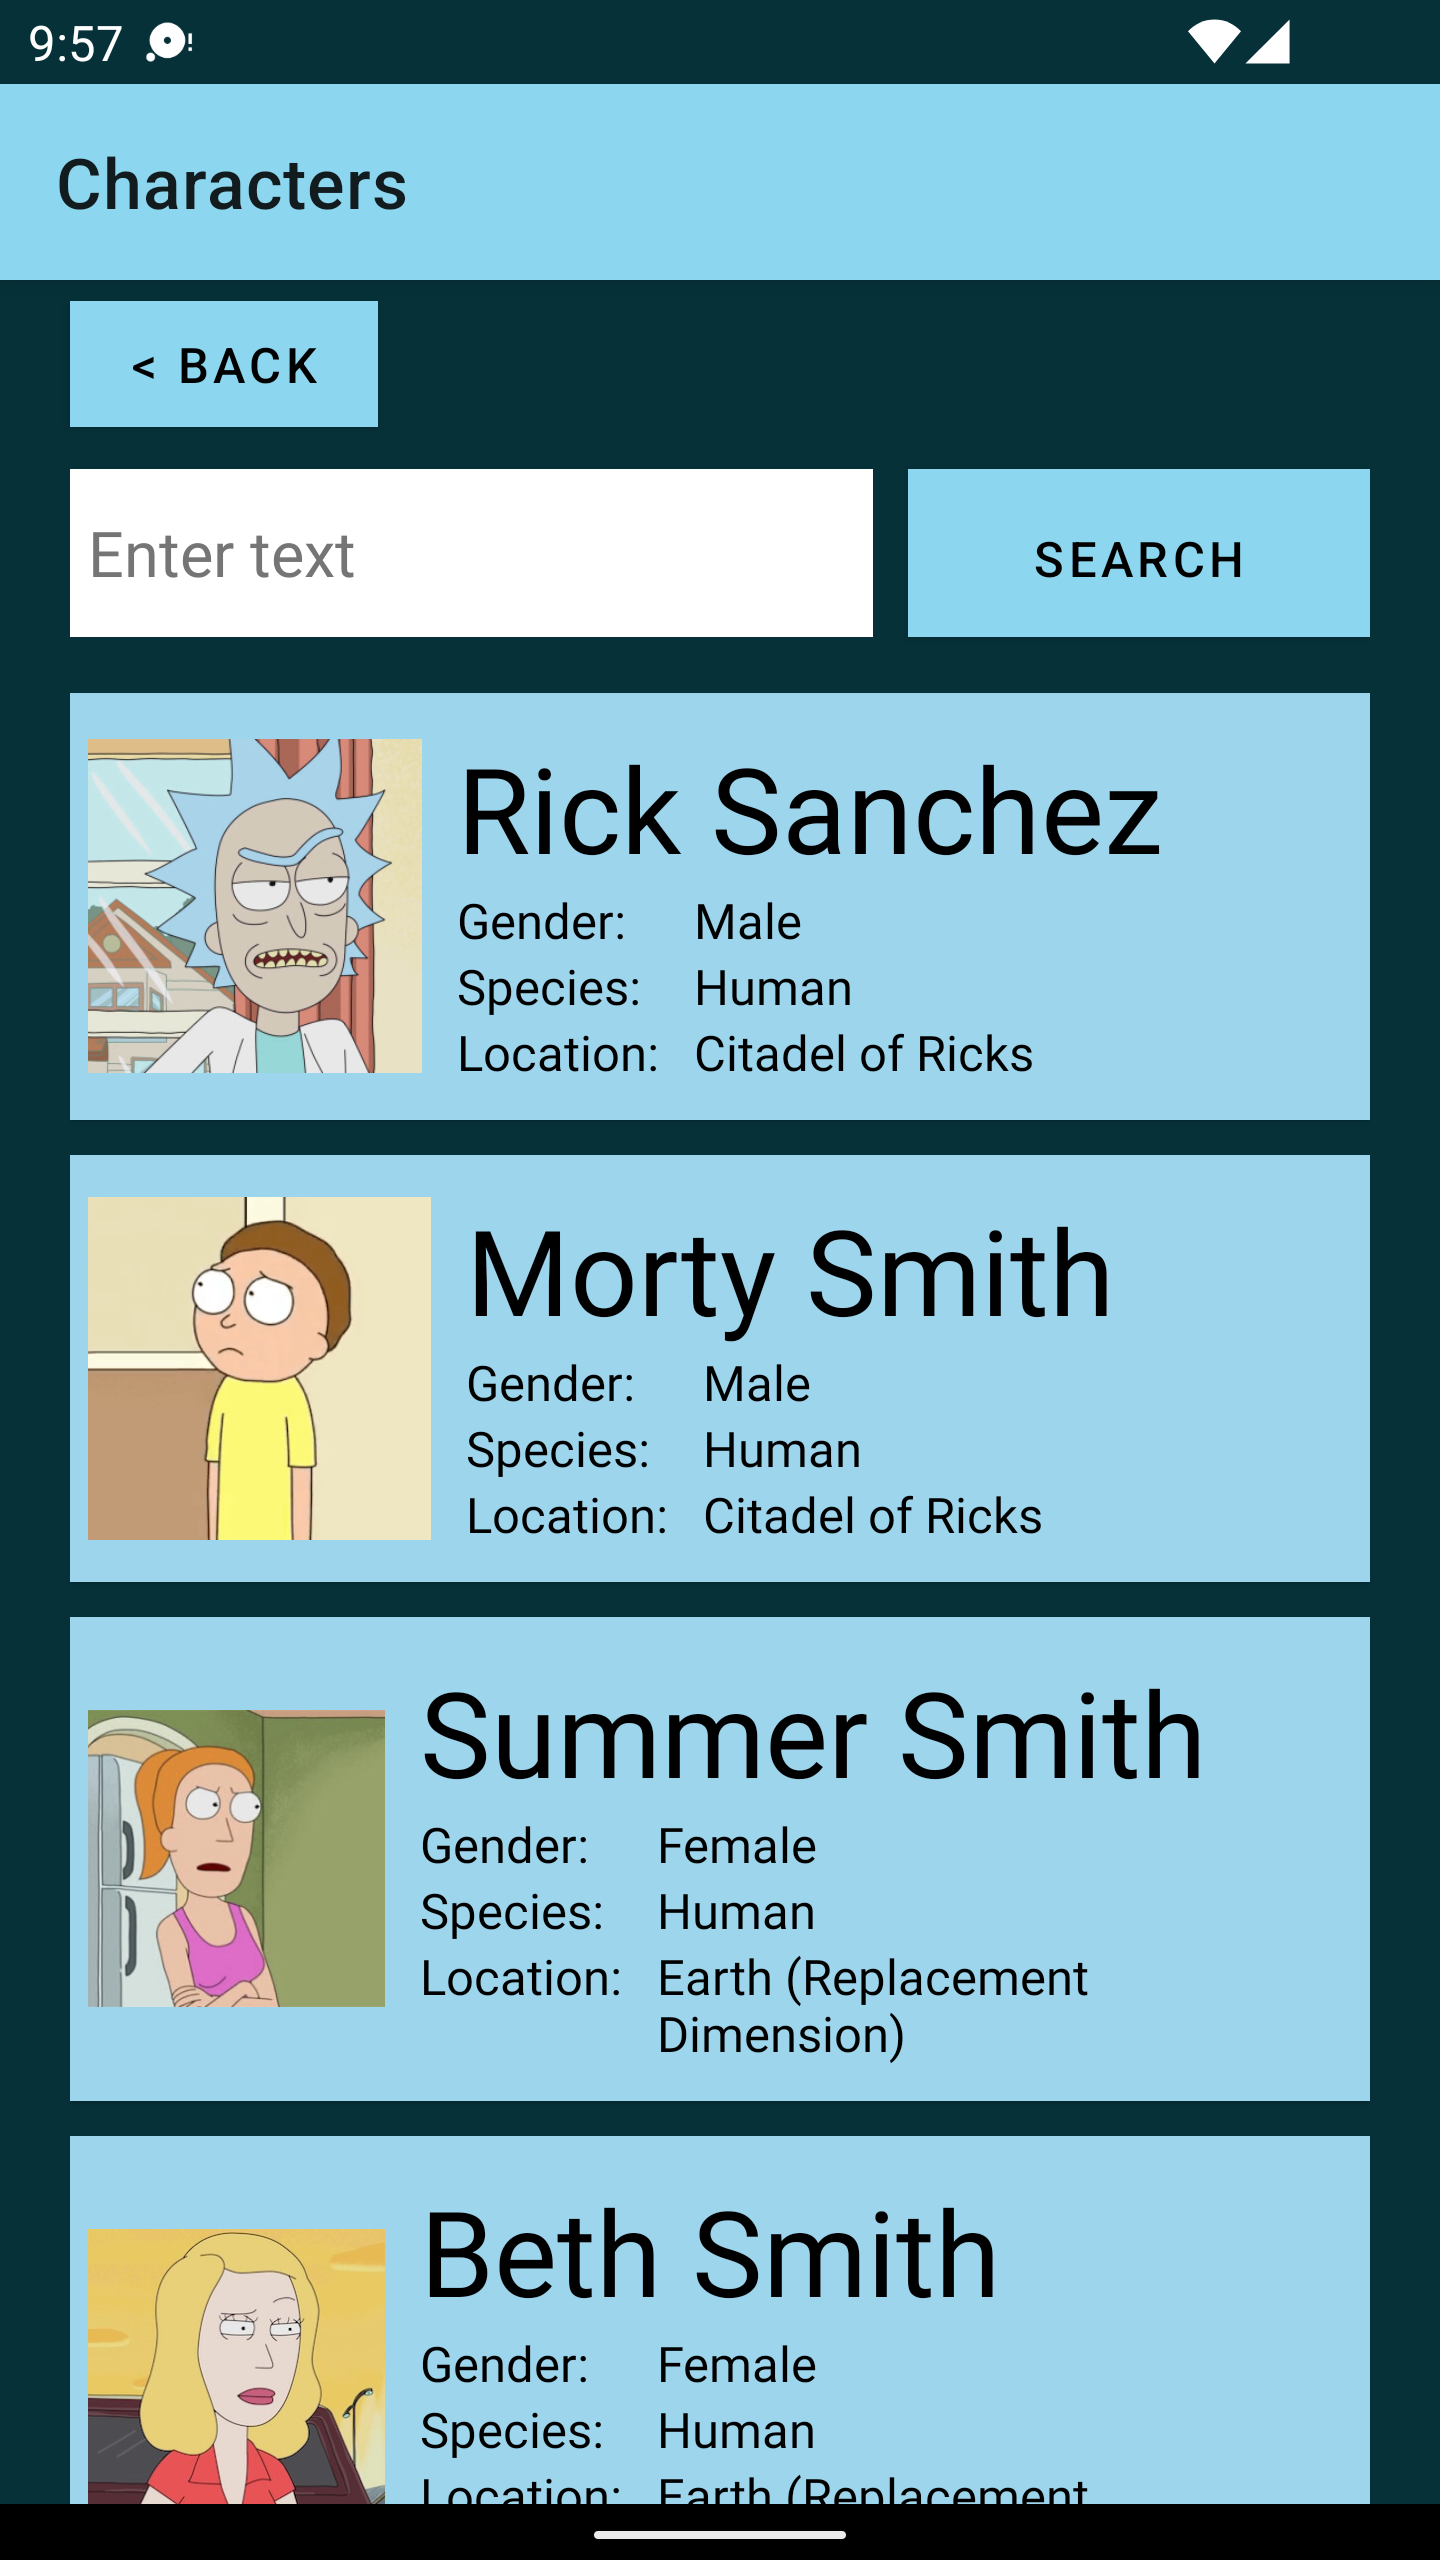 9:57
Characters
< BACK
Enter text
SEARCH
Rick Sanchez
Gender: Male
Species: Human
Location: Citadel of Ricks
Morty Smith
Gender: Male
Species: Human
Location: Citadel of Ricks
Summer Smith
Gender: Female
Species: Human
Location: Earth (Replacement
Dimension)
Beth Smith
Gender: Female
Species: Human
Location: Earth (Replacement